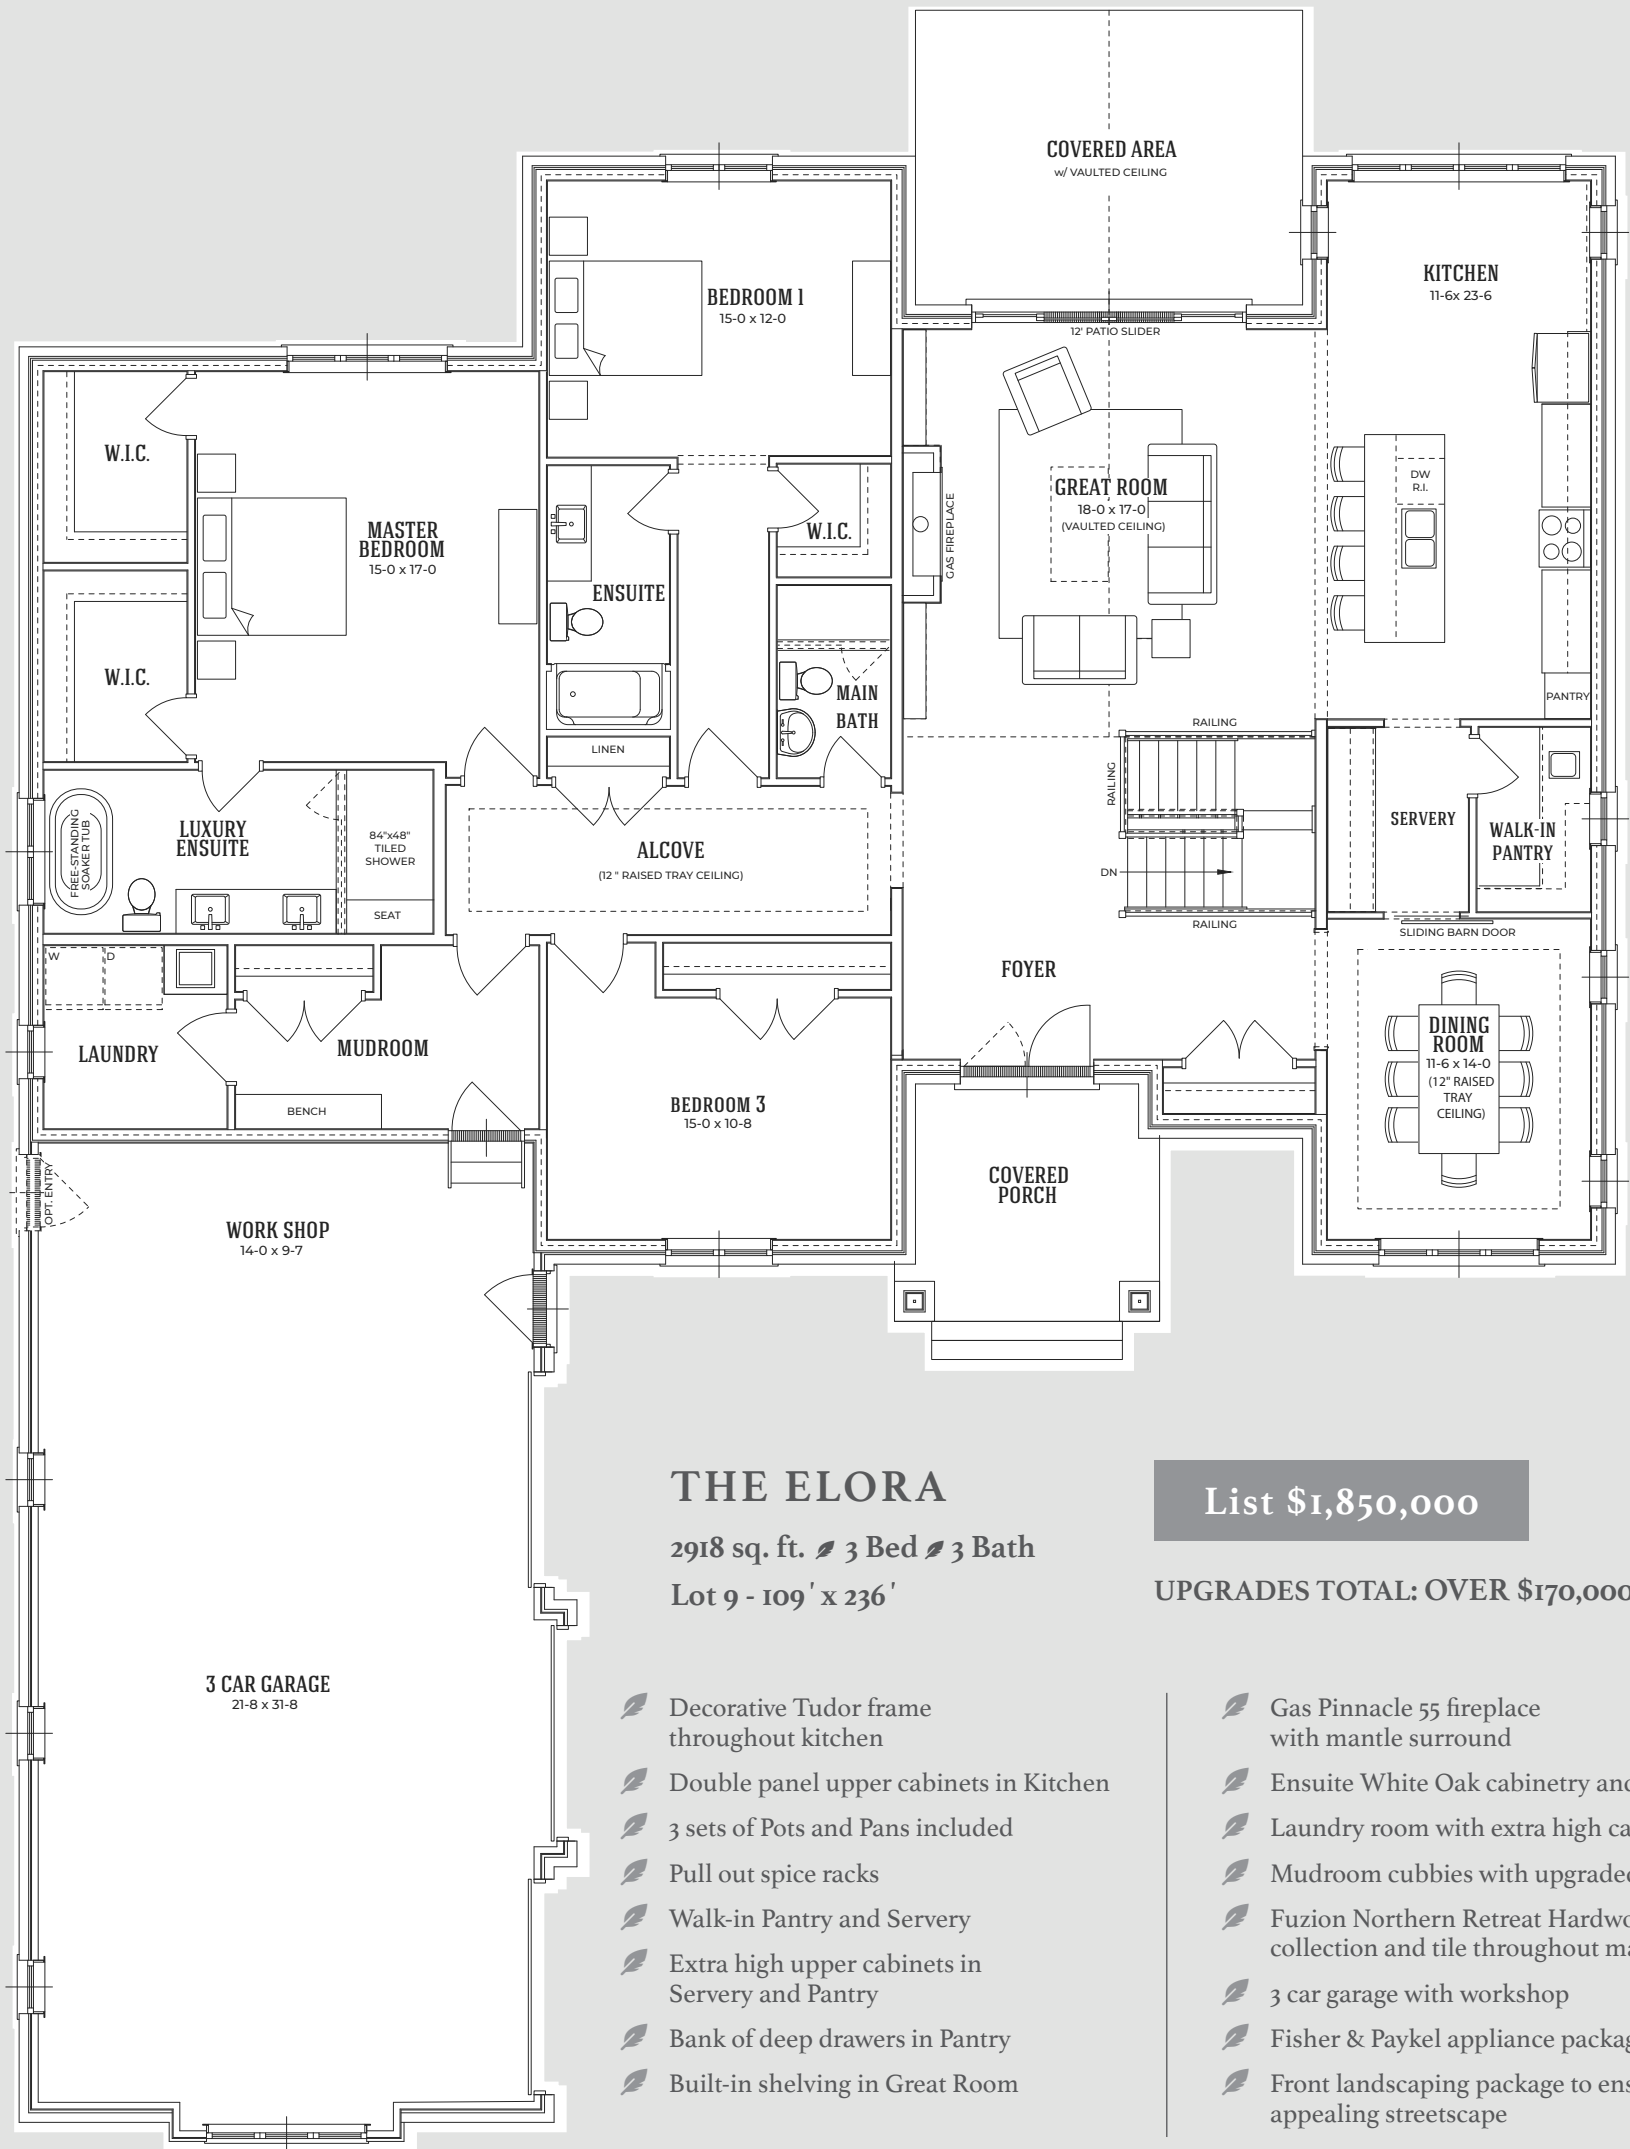 COVERED AREA
w/ VAULTED CEILING
KITCHEN
11-6x 23-6
BEDROOM 1
15-0 x 12-0
12' PATIO SLIDER
W.I.C.
MASTER
BEDROOM
15-0 x 17-0
W.I.C.
GREAT ROOM
18-0 x 17-0
(VAULTED CEILING)
GAS FIREPLACE
DW
R.I.
ENSUITE
W.I.C.
MAIN
BATH
PANTRY
RAILING
LINEN
RAILING
FREE-STANDING
SOAKER TUB
LUXURY
ENSUITE
84"x48"
TILED
SHOWER
SEAT
ALCOVE
(12 " RAISED TRAY CEILING)
DN
RAILING
SERVERY
WALK-IN
PANTRY
SLIDING BARN DOOR
W
D
FOYER
LAUNDRY
MUDROOM
BENCH
BEDROOM 3
15-0 x 10-8
DINING
ROOM
11-6 x 14-0
(12" RAISED
TRAY
CEILING)
COVERED
PORCH
OPT. ENTRY
WORK SHOP
14-0 x 9-7
3 CAR GARAGE
21-8 x 31-8
THE ELORA
2918 sq. ft. 3 Bed 3 Bath
Lot 9 - 109' x 236'
List $1,850,000
UPGRADES TOTAL: OVER $170,000
Decorative Tudor frame
throughout kitchen
Double panel upper cabinets in Kitchen
3 sets of Pots and Pans included
Pull out spice racks
Walk-in Pantry and Servery
Extra high upper cabinets in
Servery and Pantry
Bank of deep drawers in Pantry
Built-in shelving in Great Room
Gas Pinnacle 55 fireplace
with mantle surround
Ensuite White Oak cabinetry
Laundry room with extra high
Mudroom cubbies with
Fuzion Northern Retreat
collection and tile throughout
3 car garage with workshop
Fisher & Paykel appliance
Front landscaping package to
appealing streetscape